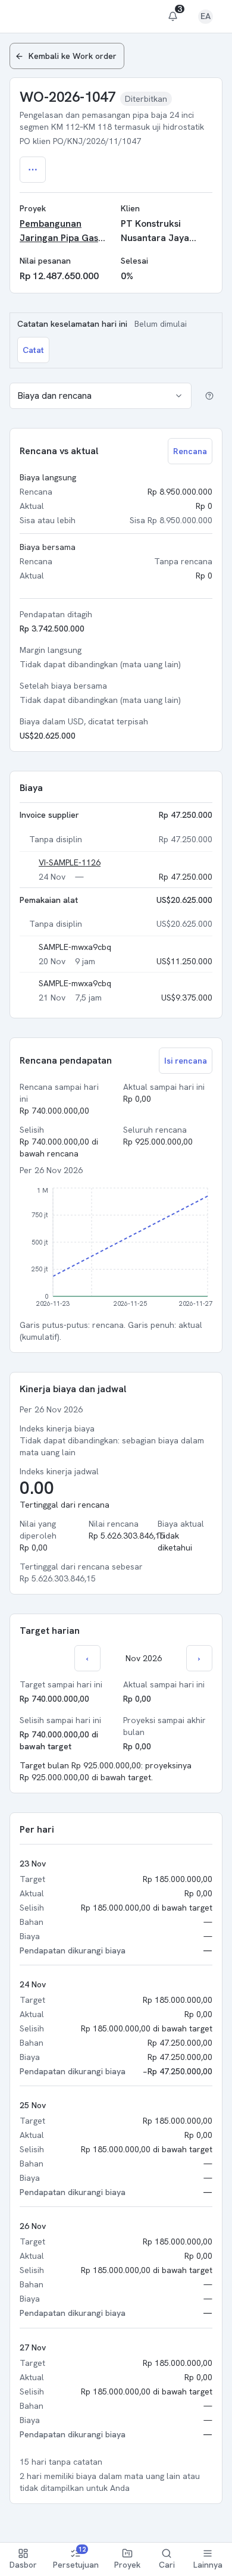 3
EA
Kembali ke Work order
WO-2026-1047 Diterbitkan
Pengelasan dan pemasangan pipa baja 24 inci
segmen KM 112–KM 118 termasuk uji hidrostatik
PO klien PO/KNJ/2026/11/1047
Proyek
Pembangunan
Jaringan Pipa Gas...
Klien
PT Konstruksi
Nusantara Jaya...
Nilai pesanan
Rp 12.487.650.000
Selesai
0%
Catatan keselamatan hari ini Belum dimulai
Catat
Biaya dan rencana
Rencana vs aktual
Rencana
Biaya langsung
Rencana Rp 8.950.000.000
Aktual Rp 0
Sisa atau lebih Sisa Rp 8.950.000.000
Biaya bersama
Rencana Tanpa rencana
Aktual Rp 0
Pendapatan ditagih
Rp 3.742.500.000
Margin langsung
Tidak dapat dibandingkan (mata uang lain)
Setelah biaya bersama
Tidak dapat dibandingkan (mata uang lain)
Biaya dalam USD, dicatat terpisah
US$20.625.000
Biaya
Invoice supplier Rp 47.250.000
Tanpa disiplin Rp 47.250.000
VI-SAMPLE-1126
24 Nov — Rp 47.250.000
Pemakaian alat US$20.625.000
Tanpa disiplin US$20.625.000
SAMPLE-mwxa9cbq
20 Nov 9 jam US$11.250.000
SAMPLE-mwxa9cbq
21 Nov 7,5 jam US$9.375.000
Rencana pendapatan
Isi rencana
Rencana sampai hari
ini
Rp 740.000.000,00
Aktual sampai hari ini
Rp 0,00
Selisih
Rp 740.000.000,00 di
bawah rencana
Seluruh rencana
Rp 925.000.000,00
Per 26 Nov 2026
1 M
750 jt
500 jt
250 jt
0
2026-11-23 2026-11-25 2026-11-27
Garis putus-putus: rencana. Garis penuh: aktual
(kumulatif).
Kinerja biaya dan jadwal
Per 26 Nov 2026
Indeks kinerja biaya
Tidak dapat dibandingkan: sebagian biaya dalam
mata uang lain
Indeks kinerja jadwal
0.00
Tertinggal dari rencana
Nilai yang
diperoleh
Rp 0,00
Nilai rencana
Rp 5.626.303.846,15
Biaya aktual
Tidak
diketahui
Tertinggal dari rencana sebesar
Rp 5.626.303.846,15
Target harian
‹ Nov 2026 ›
Target sampai hari ini
Rp 740.000.000,00
Aktual sampai hari ini
Rp 0,00
Selisih sampai hari ini
Rp 740.000.000,00 di
bawah target
Proyeksi sampai akhir
bulan
Rp 0,00
Target bulan Rp 925.000.000,00: proyeksinya
Rp 925.000.000,00 di bawah target.
Per hari
23 Nov
Target Rp 185.000.000,00
Aktual Rp 0,00
Selisih Rp 185.000.000,00 di bawah target
Bahan —
Biaya —
Pendapatan dikurangi biaya —
24 Nov
Target Rp 185.000.000,00
Aktual Rp 0,00
Selisih Rp 185.000.000,00 di bawah target
Bahan Rp 47.250.000,00
Biaya Rp 47.250.000,00
Pendapatan dikurangi biaya −Rp 47.250.000,00
25 Nov
Target Rp 185.000.000,00
Aktual Rp 0,00
Selisih Rp 185.000.000,00 di bawah target
Bahan —
Biaya —
Pendapatan dikurangi biaya —
26 Nov
Target Rp 185.000.000,00
Aktual Rp 0,00
Selisih Rp 185.000.000,00 di bawah target
Bahan —
Biaya —
Pendapatan dikurangi biaya —
27 Nov
Target Rp 185.000.000,00
Aktual Rp 0,00
Selisih Rp 185.000.000,00 di bawah target
Bahan —
Biaya —
Pendapatan dikurangi biaya —
15 hari tanpa catatan
2 hari memiliki biaya dalam mata uang lain atau
tidak ditampilkan untuk Anda
12
Dasbor Persetujuan Proyek Cari Lainnya